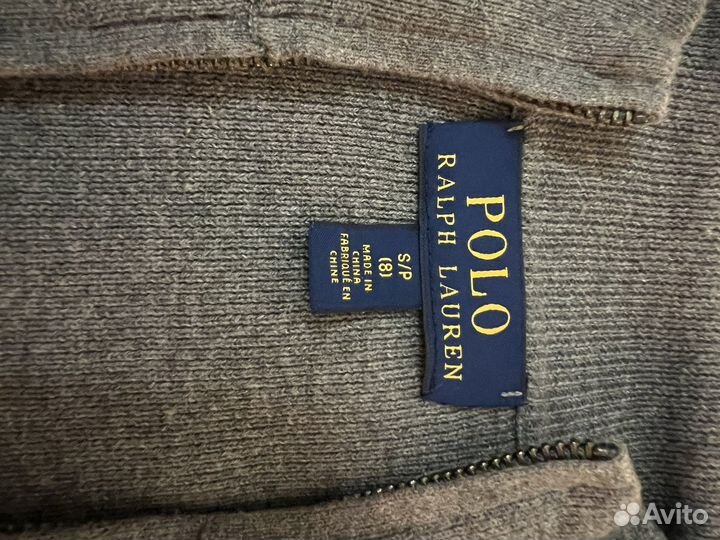 POLO
RALPH LAUREN
S/P
(8)
MADE IN
CHINA
FABRIQUÉ EN
CHINE
Avito